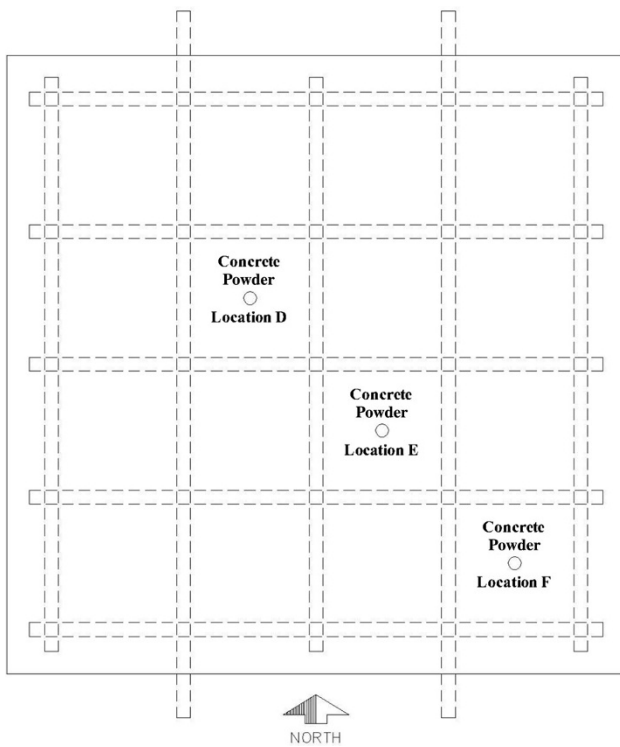 Concrete
Powder
Location D
Concrete
Powder
Location E
Concrete
Powder
Location F
NORTH